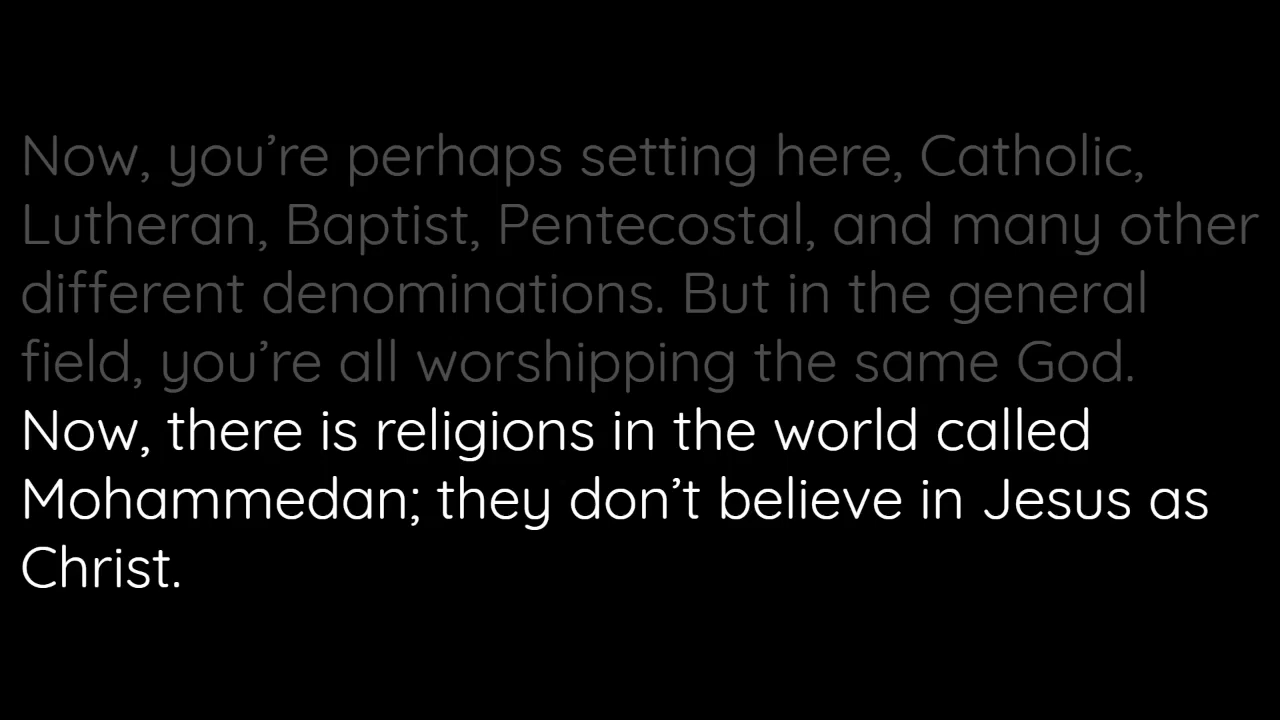 Now, you’re perhaps setting here, Catholic,
Lutheran, Baptist, Pentecostal, and many other
different denominations. But in the general
field, you’re all worshipping the same God.
Now, there is religions in the world called
Mohammedan; they don’t believe in Jesus as
Christ.